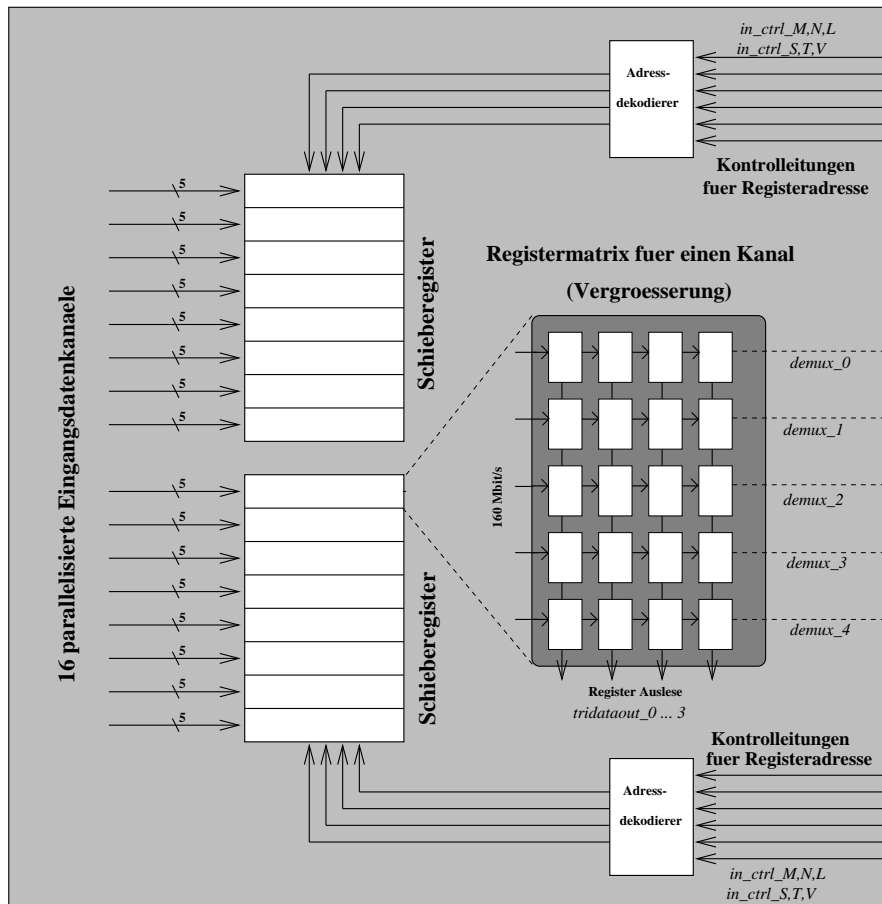 in_ctrl_M,N,L
in_ctrl_S,T,V
Adress-
dekodierer
Kontrolleitungen
fuer Registeradresse
16 parallelisierte Eingangsdatenkanaele
5
5
5
5
5
5
5
5
Schieberegister
Registermatrix fuer einen Kanal
(Vergroesserung)
demux_0
demux_1
demux_2
demux_3
demux_4
160 Mbit/s
5
5
5
5
5
5
5
5
Schieberegister
Register Auslese
tridataout_0 ... 3
Kontrolleitungen
fuer Registeradresse
Adress-
dekodierer
in_ctrl_M,N,L
in_ctrl_S,T,V